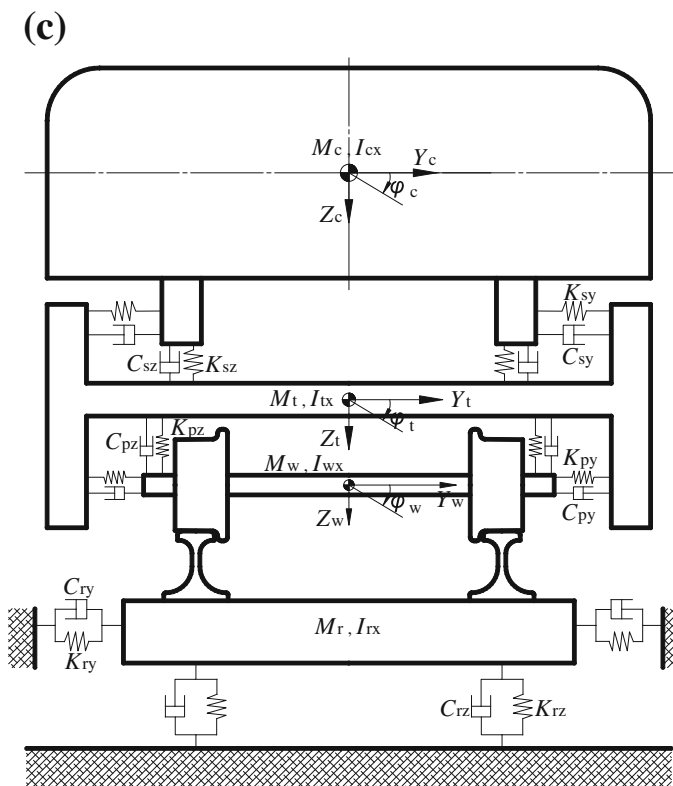 (c)
Mc, Icx
Yc
φc
Zc
Ksy
Csz
Ksz
Csy
Mt, Itx
Yt
φt
Zt
Cpz
Kpz
Mw, Iwx
Kpy
Yw
φw
Zw
Cpy
Cry
Mr, Irx
Kry
Crz
Krz